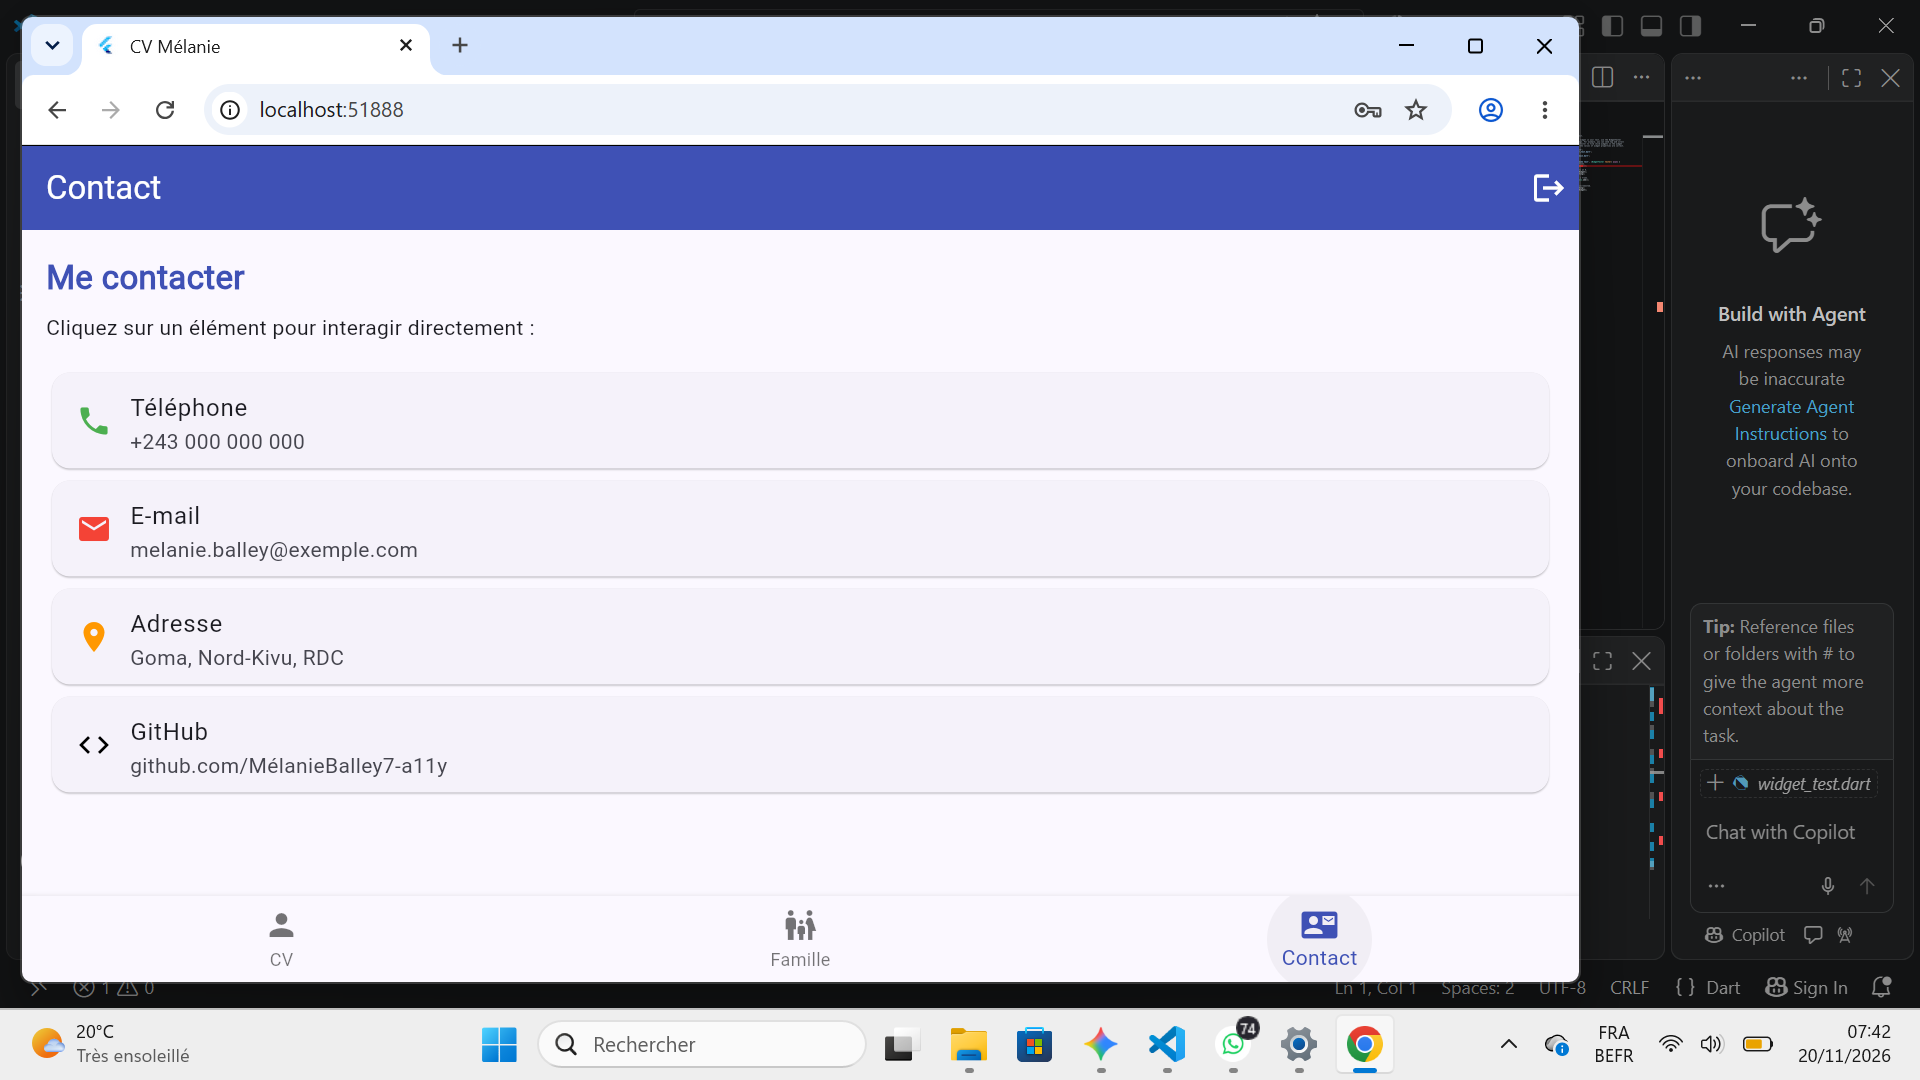 CV Mélanie
localhost:51888
Contact
Me contacter
Cliquez sur un élément pour interagir directement :
Téléphone
+243 000 000 000
E-mail
melanie.balley@exemple.com
Adresse
Goma, Nord-Kivu, RDC
GitHub
github.com/MélanieBalley7-a11y
CV
Famille
Contact
Build with Agent
AI responses may
be inaccurate
Generate Agent
Instructions to
onboard AI onto
your codebase.
Tip: Reference files
or folders with # to
give the agent more
context about the
task.
widget_test.dart
Chat with Copilot
Copilot
1 0
Ln 1, Col 1
Spaces: 2
UTF-8
CRLF
{ } Dart
Sign In
20°C
Très ensoleillé
Rechercher
74
FRA
BEFR
07:42
20/11/2026